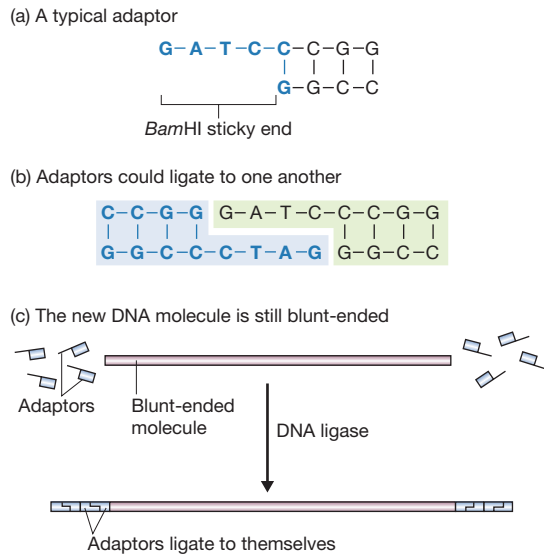 (a) A typical adaptor
G–A–T–C–C–C–G–G
G–G–C–C
BamHI sticky end
(b) Adaptors could ligate to one another
C–C–G–G G–A–T–C–C–C–G–G
G–G–C–C–C–T–A–G G–G–C–C
(c) The new DNA molecule is still blunt-ended
Adaptors
Blunt-ended
molecule
DNA ligase
Adaptors ligate to themselves